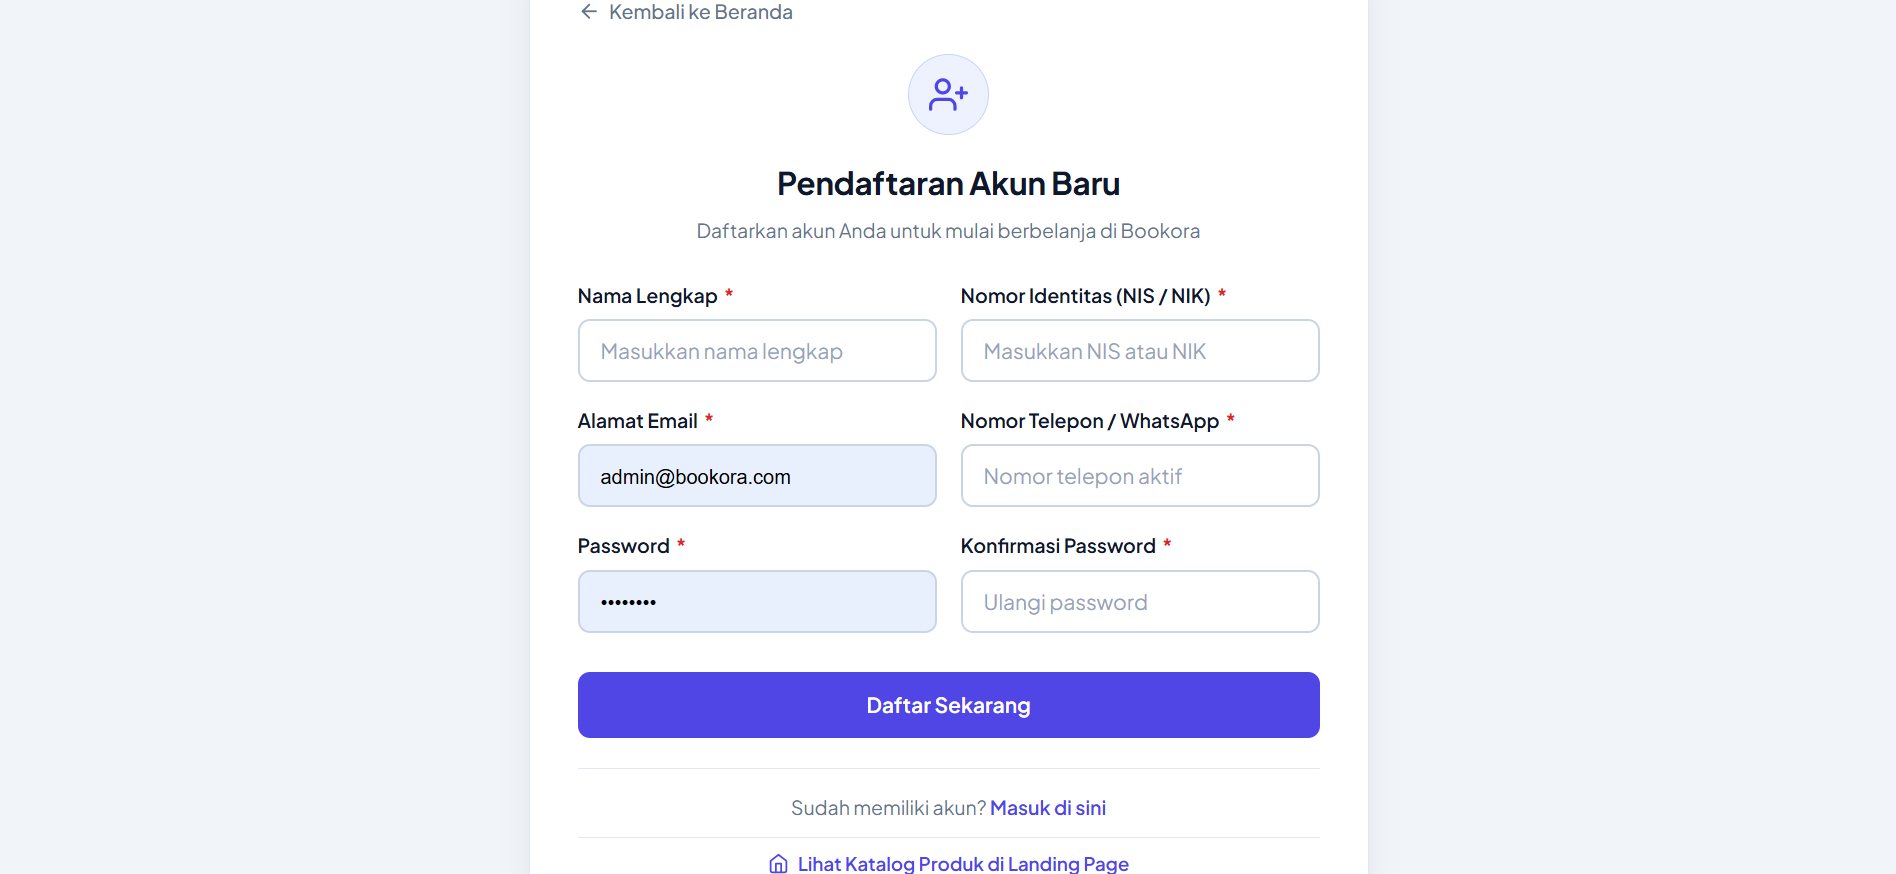 Kembali ke Beranda
Pendaftaran Akun Baru
Daftarkan akun Anda untuk mulai berbelanja di Bookora
Nama Lengkap *
Nomor Identitas (NIS / NIK) *
Masukkan nama lengkap
Masukkan NIS atau NIK
Alamat Email *
Nomor Telepon / WhatsApp *
admin@bookora.com
Nomor telepon aktif
Password *
Konfirmasi Password *
••••••••
Ulangi password
Daftar Sekarang
Sudah memiliki akun? Masuk di sini
Lihat Katalog Produk di Landing Page